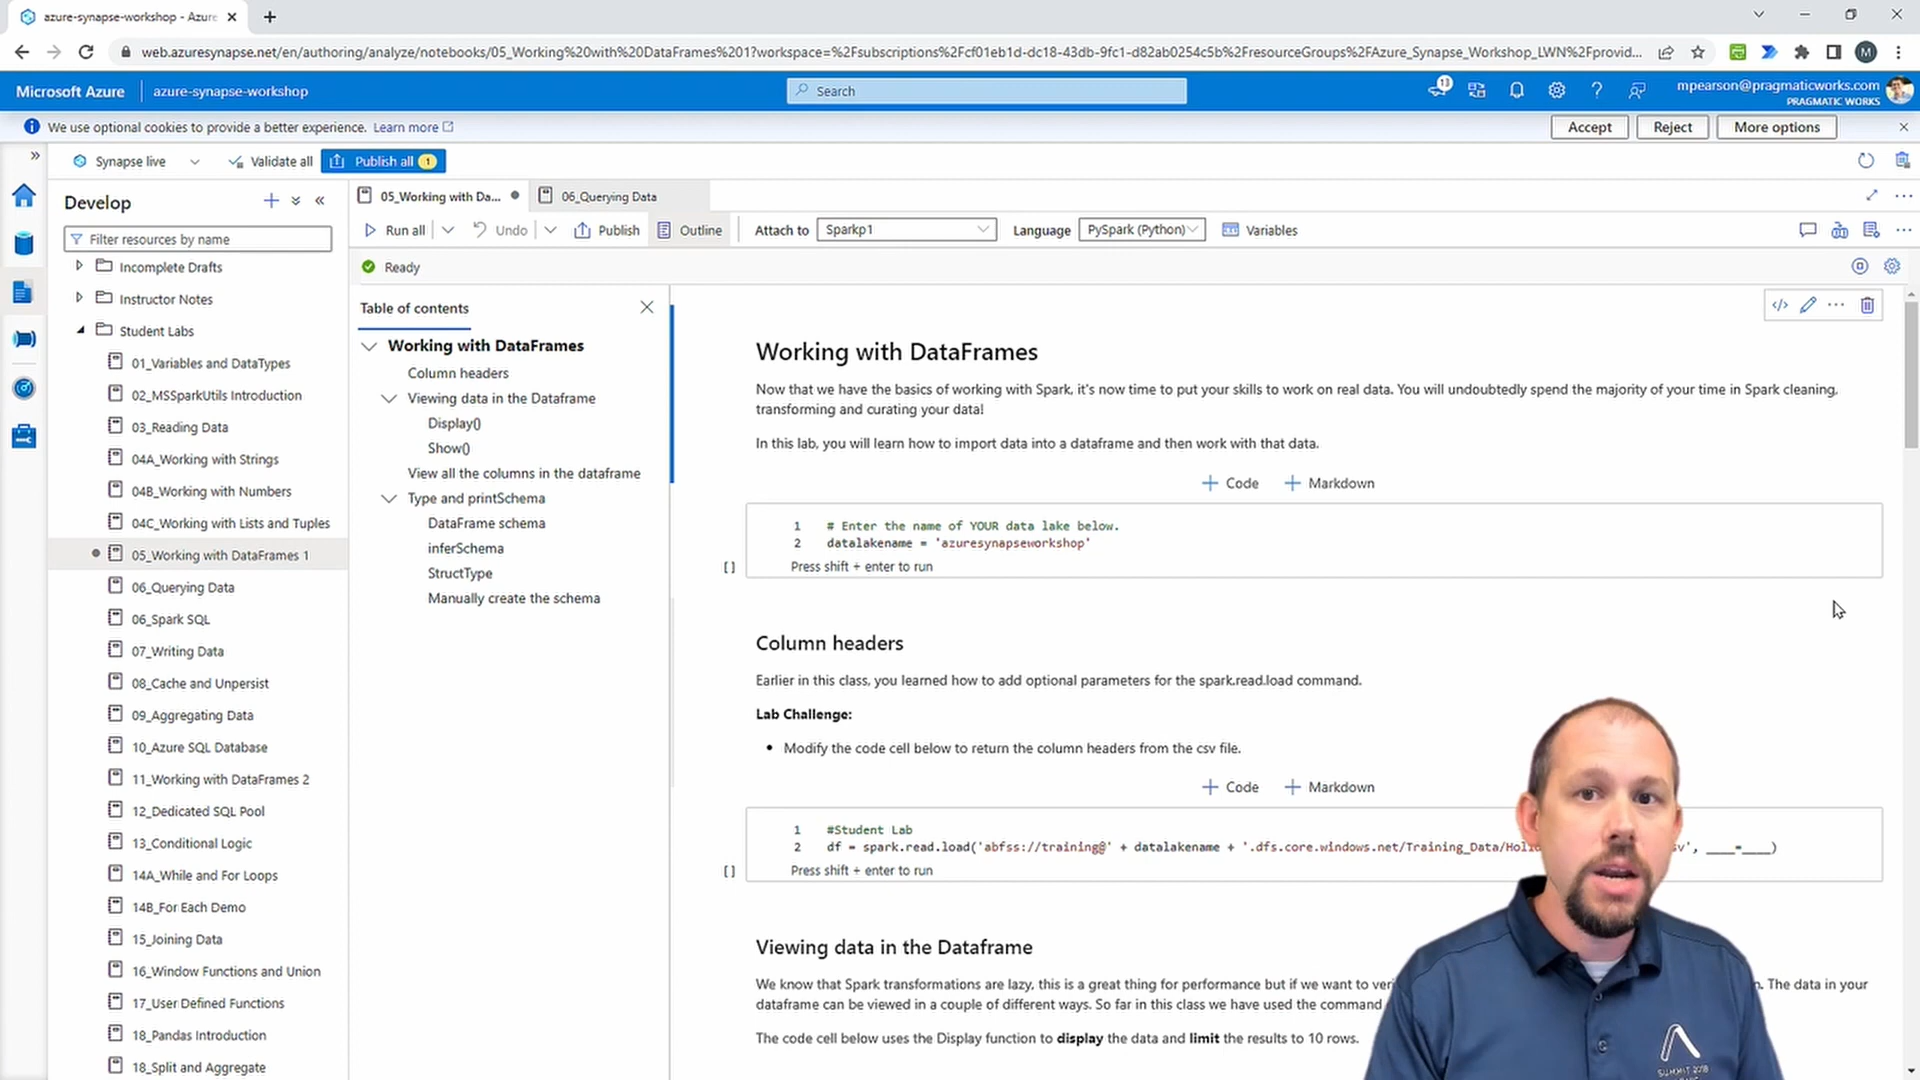 azure-synapse-workshop - Azure
web.azuresynapse.net/en/authoring/analyze/notebooks/05_Working%20with%20DataFrames%201?workspace=%2Fsubscriptions%2Fcf01eb1d-dc18-43db-9fc1-d82ab0254c5b%2FresourceGroups%2FAzure_Synapse_Workshop_LWN%2Fprovid...
M
Microsoft Azure
azure-synapse-workshop
Search
13
mpearson@pragmaticworks.com
PRAGMATIC WORKS
We use optional cookies to provide a better experience. Learn more
Accept
Reject
More options
Synapse live
Validate all
Publish all 1
Develop
Filter resources by name
Incomplete Drafts
Instructor Notes
Student Labs
01_Variables and DataTypes
02_MSSparkUtils Introduction
03_Reading Data
04A_Working with Strings
04B_Working with Numbers
04C_Working with Lists and Tuples
05_Working with DataFrames 1
06_Querying Data
06_Spark SQL
07_Writing Data
08_Cache and Unpersist
09_Aggregating Data
10_Azure SQL Database
11_Working with DataFrames 2
12_Dedicated SQL Pool
13_Conditional Logic
14A_While and For Loops
14B_For Each Demo
15_Joining Data
16_Window Functions and Union
17_User Defined Functions
18_Pandas Introduction
18_Split and Aggregate
05_Working with Da...
06_Querying Data
Run all
Undo
Publish
Outline
Attach to
Sparkp1
Language
PySpark (Python)
Variables
Ready
Table of contents
Working with DataFrames
Column headers
Viewing data in the Dataframe
Display()
Show()
View all the columns in the dataframe
Type and printSchema
DataFrame schema
inferSchema
StructType
Manually create the schema
Working with DataFrames
Now that we have the basics of working with Spark, it's now time to put your skills to work on real data. You will undoubtedly spend the majority of your time in Spark cleaning,
transforming and curating your data!
In this lab, you will learn how to import data into a dataframe and then work with that data.
+ Code + Markdown
1 # Enter the name of YOUR data lake below.
2 datalakename = 'azuresynapseworkshop'
[ ] Press shift + enter to run
Column headers
Earlier in this class, you learned how to add optional parameters for the spark.read.load command.
Lab Challenge:
• Modify the code cell below to return the column headers from the csv file.
+ Code + Markdown
1 #Student Lab
2 df = spark.read.load('abfss://training@' + datalakename + '.dfs.core.windows.net/Training_Data/Holi v', ____=____)
[ ] Press shift + enter to run
Viewing data in the Dataframe
We know that Spark transformations are lazy, this is a great thing for performance but if we want to veri n. The data in your
dataframe can be viewed in a couple of different ways. So far in this class we have used the command
The code cell below uses the Display function to display the data and limit the results to 10 rows.